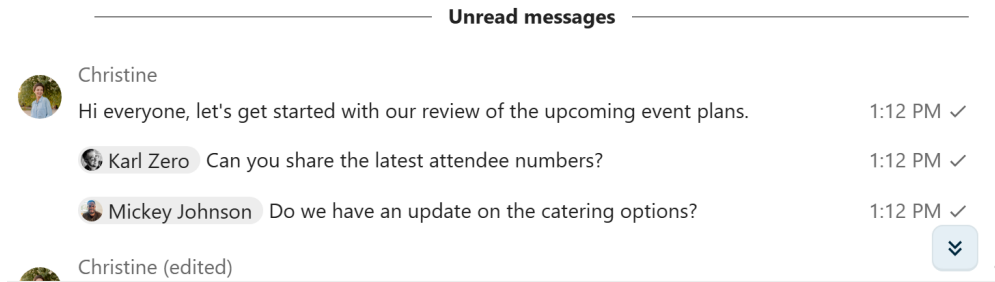 Unread messages
Christine
Hi everyone, let's get started with our review of the upcoming event plans. 1:12 PM
Karl Zero Can you share the latest attendee numbers? 1:12 PM
Mickey Johnson Do we have an update on the catering options? 1:12 PM
Christine (edited)